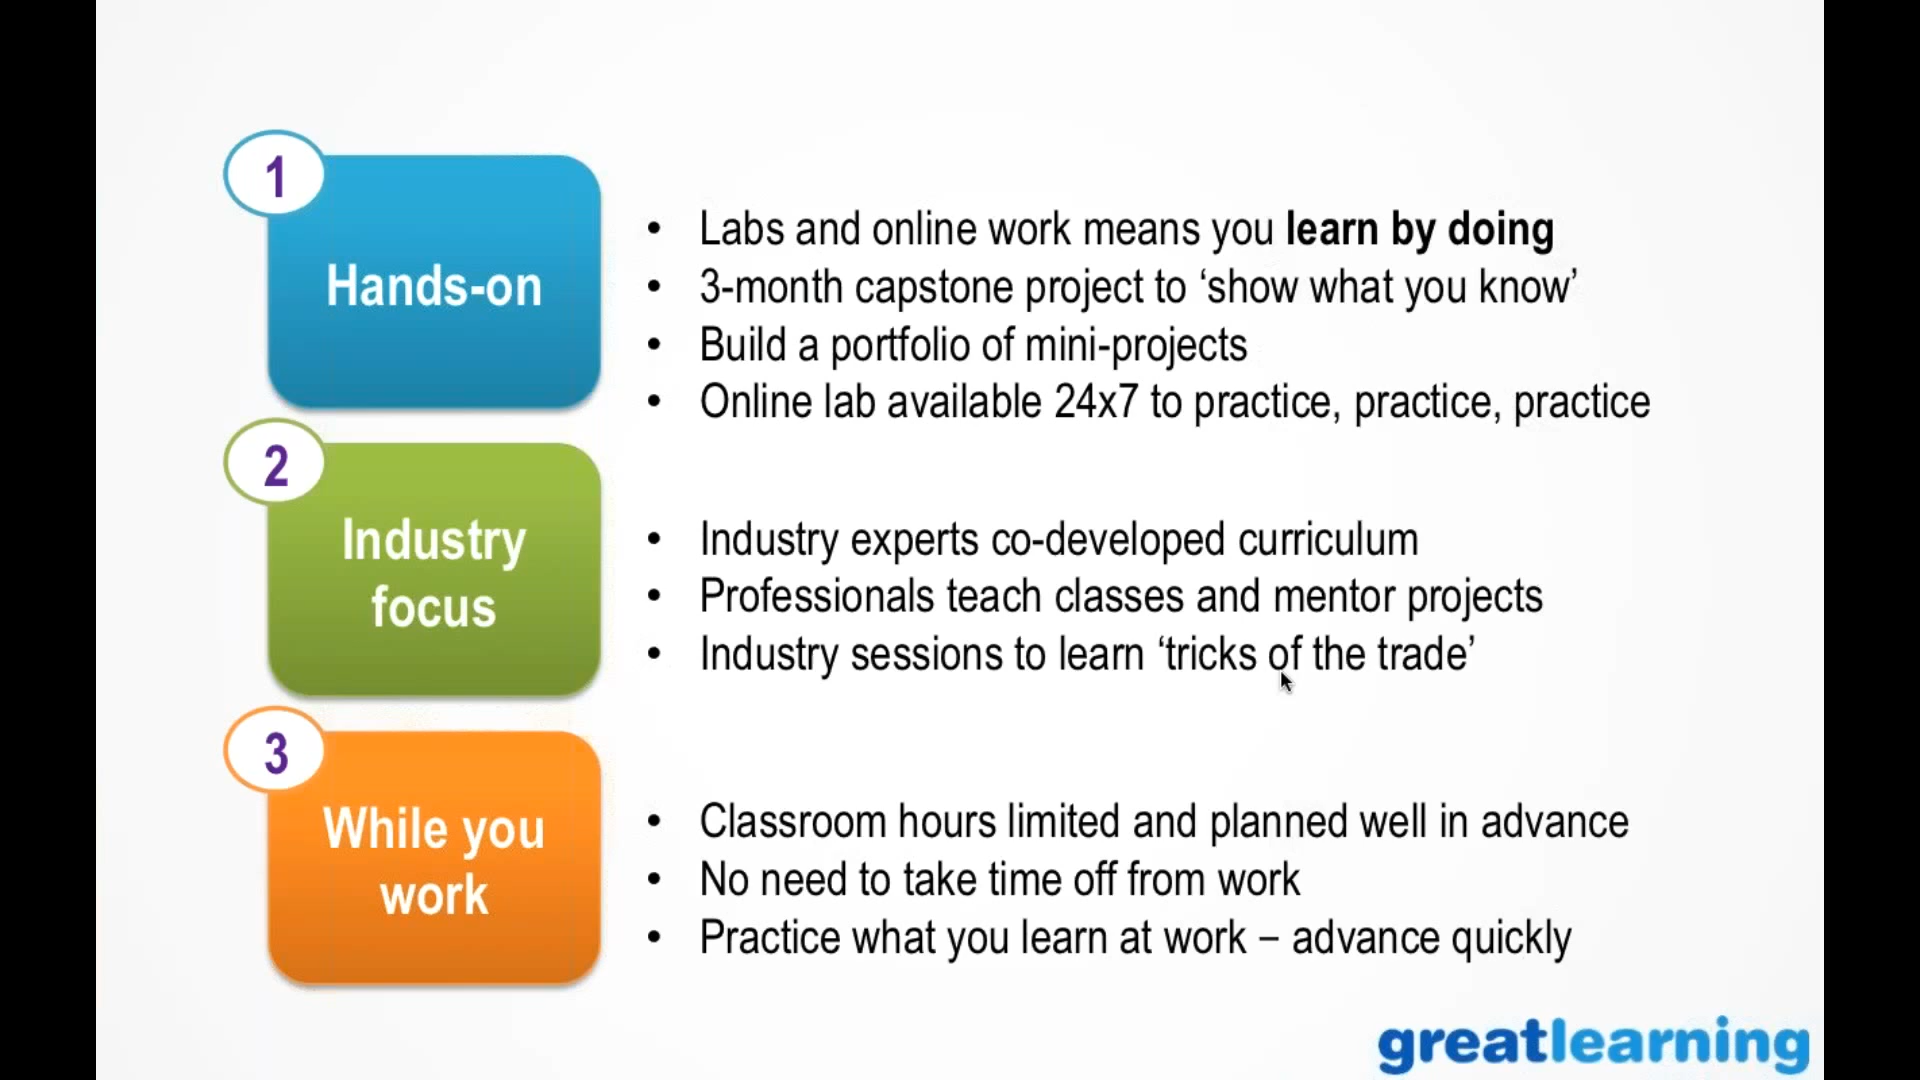 1
Hands-on
• Labs and online work means you learn by doing
• 3-month capstone project to ‘show what you know’
• Build a portfolio of mini-projects
• Online lab available 24x7 to practice, practice, practice
2
Industry
focus
• Industry experts co-developed curriculum
• Professionals teach classes and mentor projects
• Industry sessions to learn ‘tricks of the trade’
3
While you
work
• Classroom hours limited and planned well in advance
• No need to take time off from work
• Practice what you learn at work – advance quickly
greatlearning